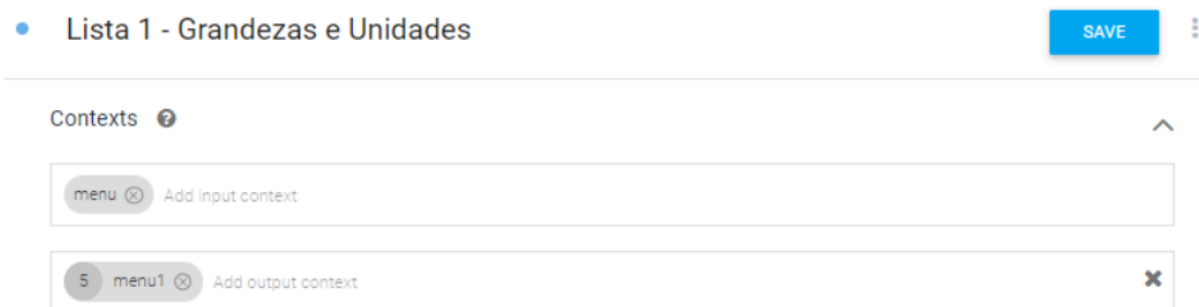 Lista 1 - Grandezas e Unidades SAVE
Contexts ?
menu Add input context
5 menu1 Add output context